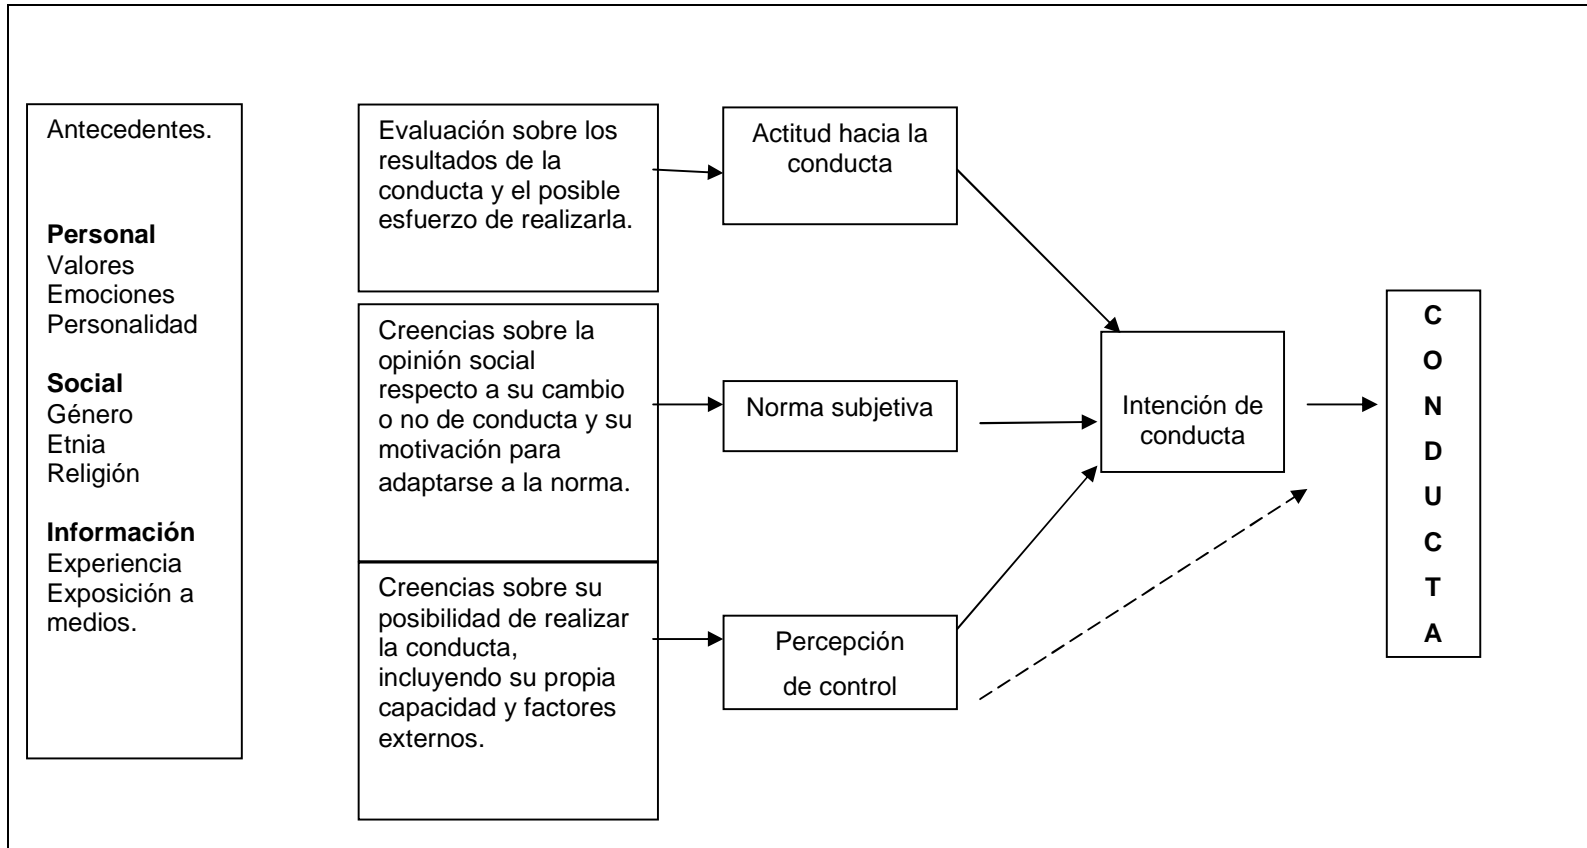 Antecedentes.
Personal
Valores
Emociones
Personalidad
Social
Género
Etnia
Religión
Información
Experiencia
Exposición a
medios.
Evaluación sobre los
resultados de la
conducta y el posible
esfuerzo de realizarla.
Creencias sobre la
opinión social
respecto a su cambio
o no de conducta y su
motivación para
adaptarse a la norma.
Creencias sobre su
posibilidad de realizar
la conducta,
incluyendo su propia
capacidad y factores
externos.
Actitud hacia la
conducta
Norma subjetiva
Percepción
de control
Intención de
conducta
C
O
N
D
U
C
T
A